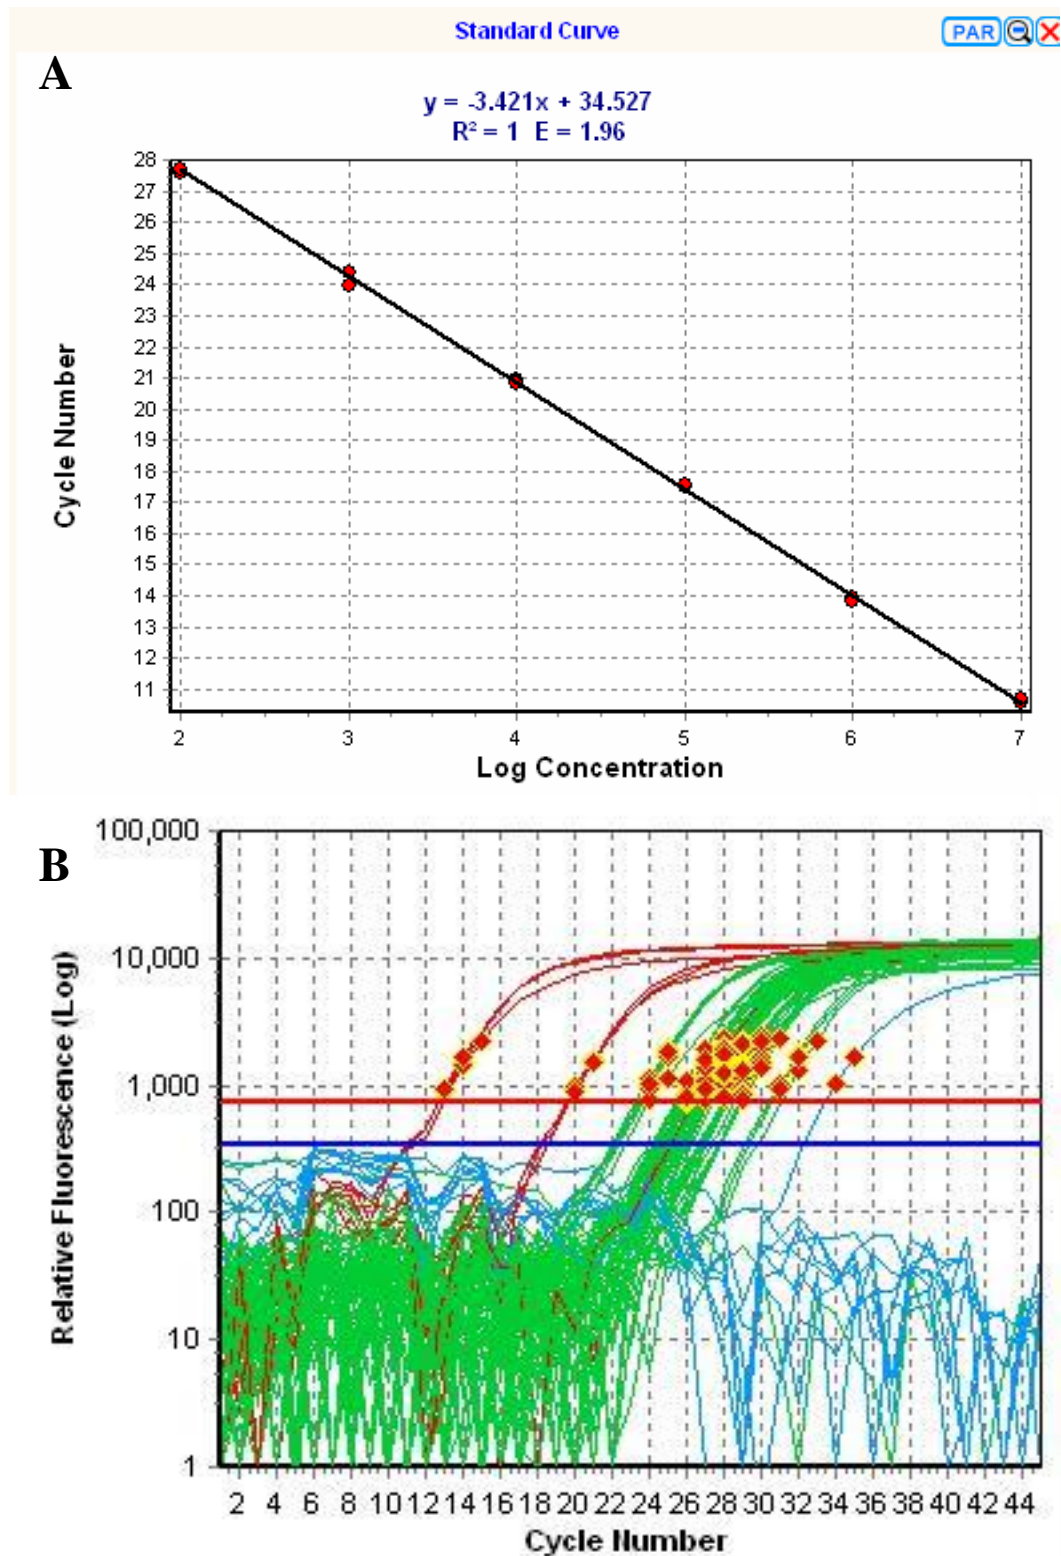 Standard Curve
PAR
A
y = -3.421x + 34.527
R² = 1 E = 1.96
28
27
26
25
24
23
22
21
20
19
18
17
16
15
14
13
12
11
Cycle Number
2 3 4 5 6 7
Log Concentration
B
100,000
10,000
1,000
100
10
1
Relative Fluorescence (Log)
2 4 6 8 10 12 14 16 18 20 22 24 26 28 30 32 34 36 38 40 42 44
Cycle Number